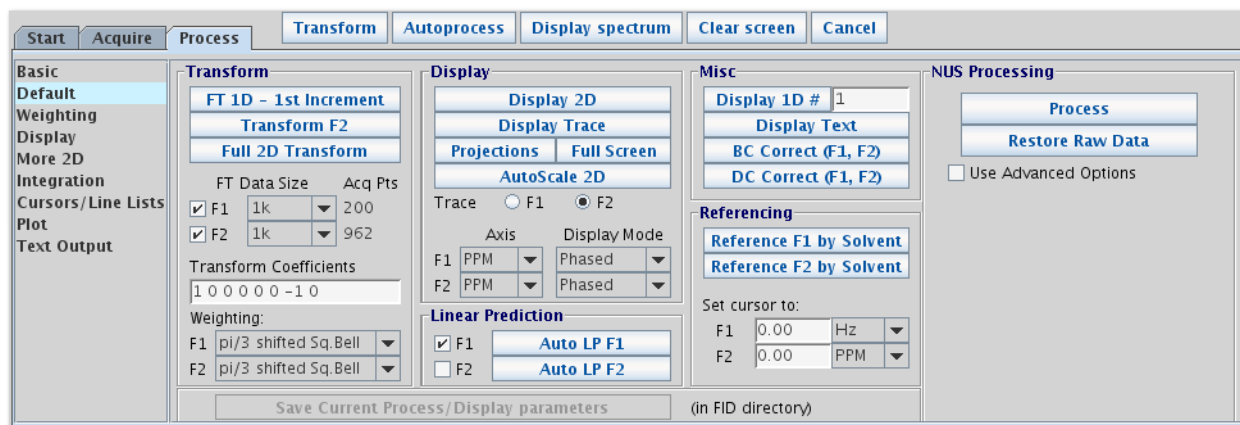 Start Acquire Process Transform Autoprocess Display spectrum Clear screen Cancel
Basic
Default
Weighting
Display
More 2D
Integration
Cursors/Line Lists
Plot
Text Output
Transform
FT 1D - 1st Increment
Transform F2
Full 2D Transform
FT Data Size Acq Pts
F1 1k 200
F2 1k 962
Transform Coefficients
1 0 0 0 0 0 -1 0
Weighting:
F1 pi/3 shifted Sq.Bell
F2 pi/3 shifted Sq.Bell
Display
Display 2D
Display Trace
Projections Full Screen
AutoScale 2D
Trace F1 F2
Axis Display Mode
F1 PPM Phased
F2 PPM Phased
Linear Prediction
F1 Auto LP F1
F2 Auto LP F2
Misc
Display 1D # 1
Display Text
BC Correct (F1, F2)
DC Correct (F1, F2)
Referencing
Reference F1 by Solvent
Reference F2 by Solvent
Set cursor to:
F1 0.00 Hz
F2 0.00 PPM
NUS Processing
Process
Restore Raw Data
Use Advanced Options
Save Current Process/Display parameters (in FID directory)